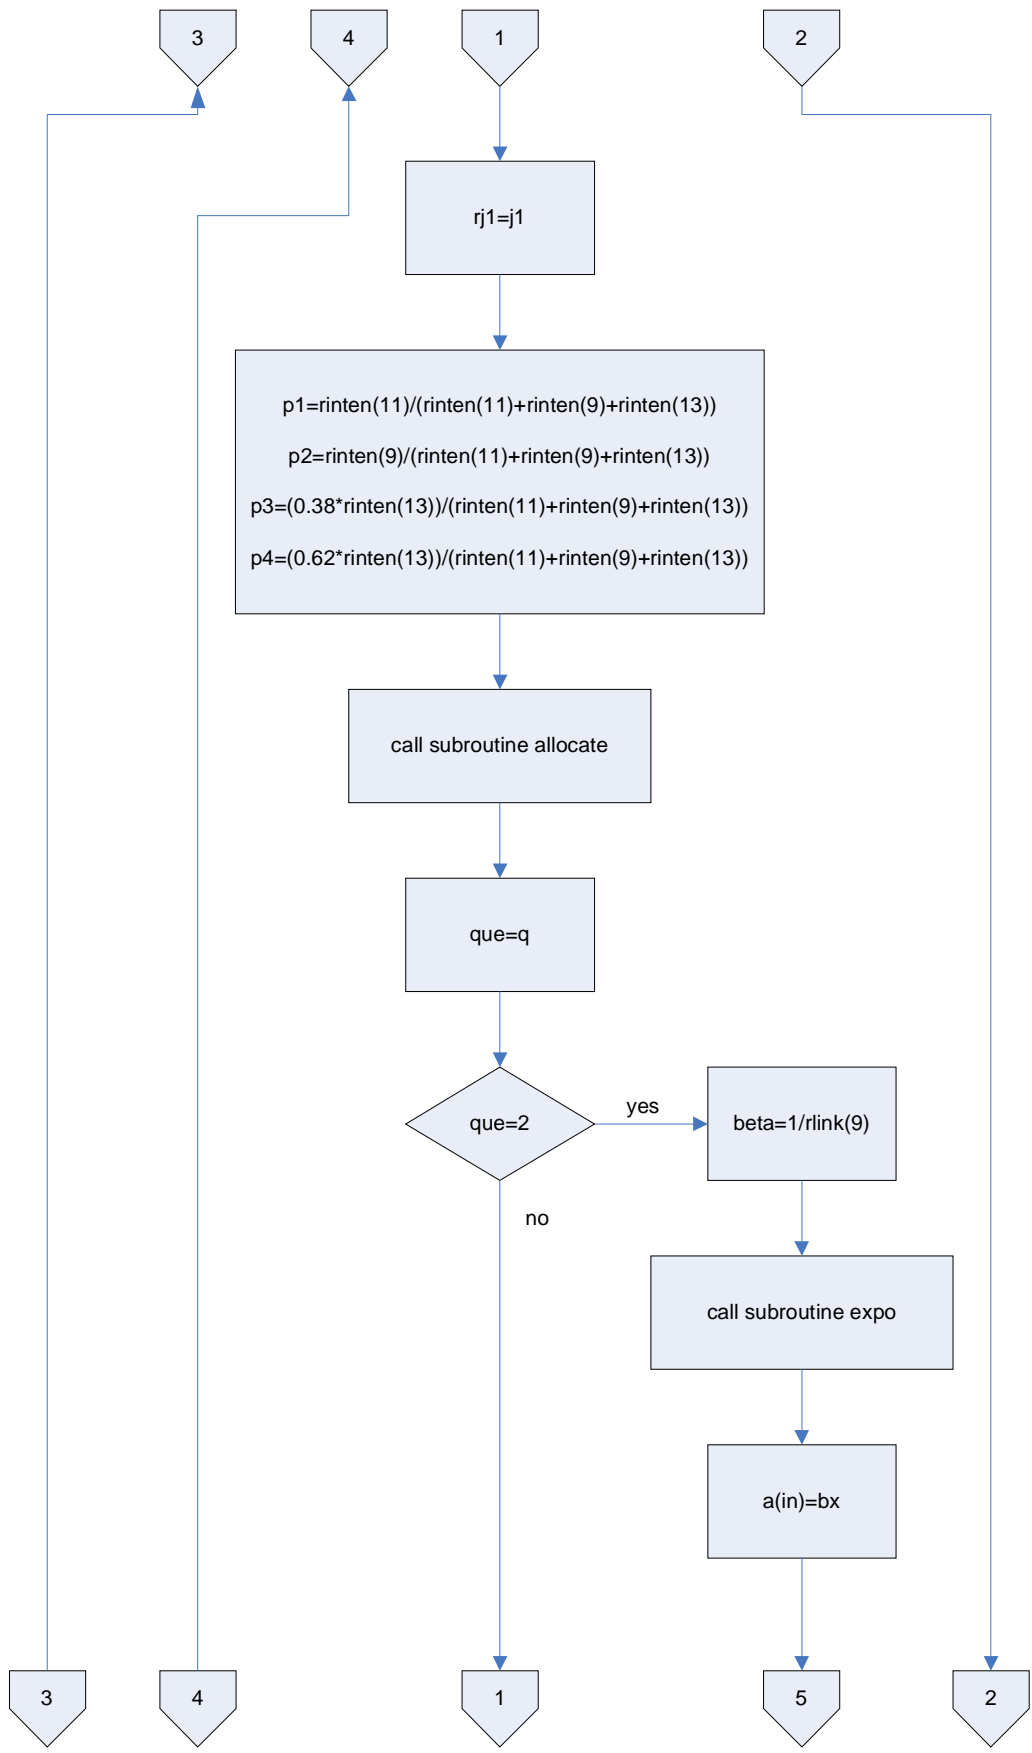 3
4
1
2
rj1=j1
p1=rinten(11)/(rinten(11)+rinten(9)+rinten(13))
p2=rinten(9)/(rinten(11)+rinten(9)+rinten(13))
p3=(0.38*rinten(13))/(rinten(11)+rinten(9)+rinten(13))
p4=(0.62*rinten(13))/(rinten(11)+rinten(9)+rinten(13))
call subroutine allocate
que=q
que=2
yes
beta=1/rlink(9)
no
call subroutine expo
a(in)=bx
3
4
1
5
2